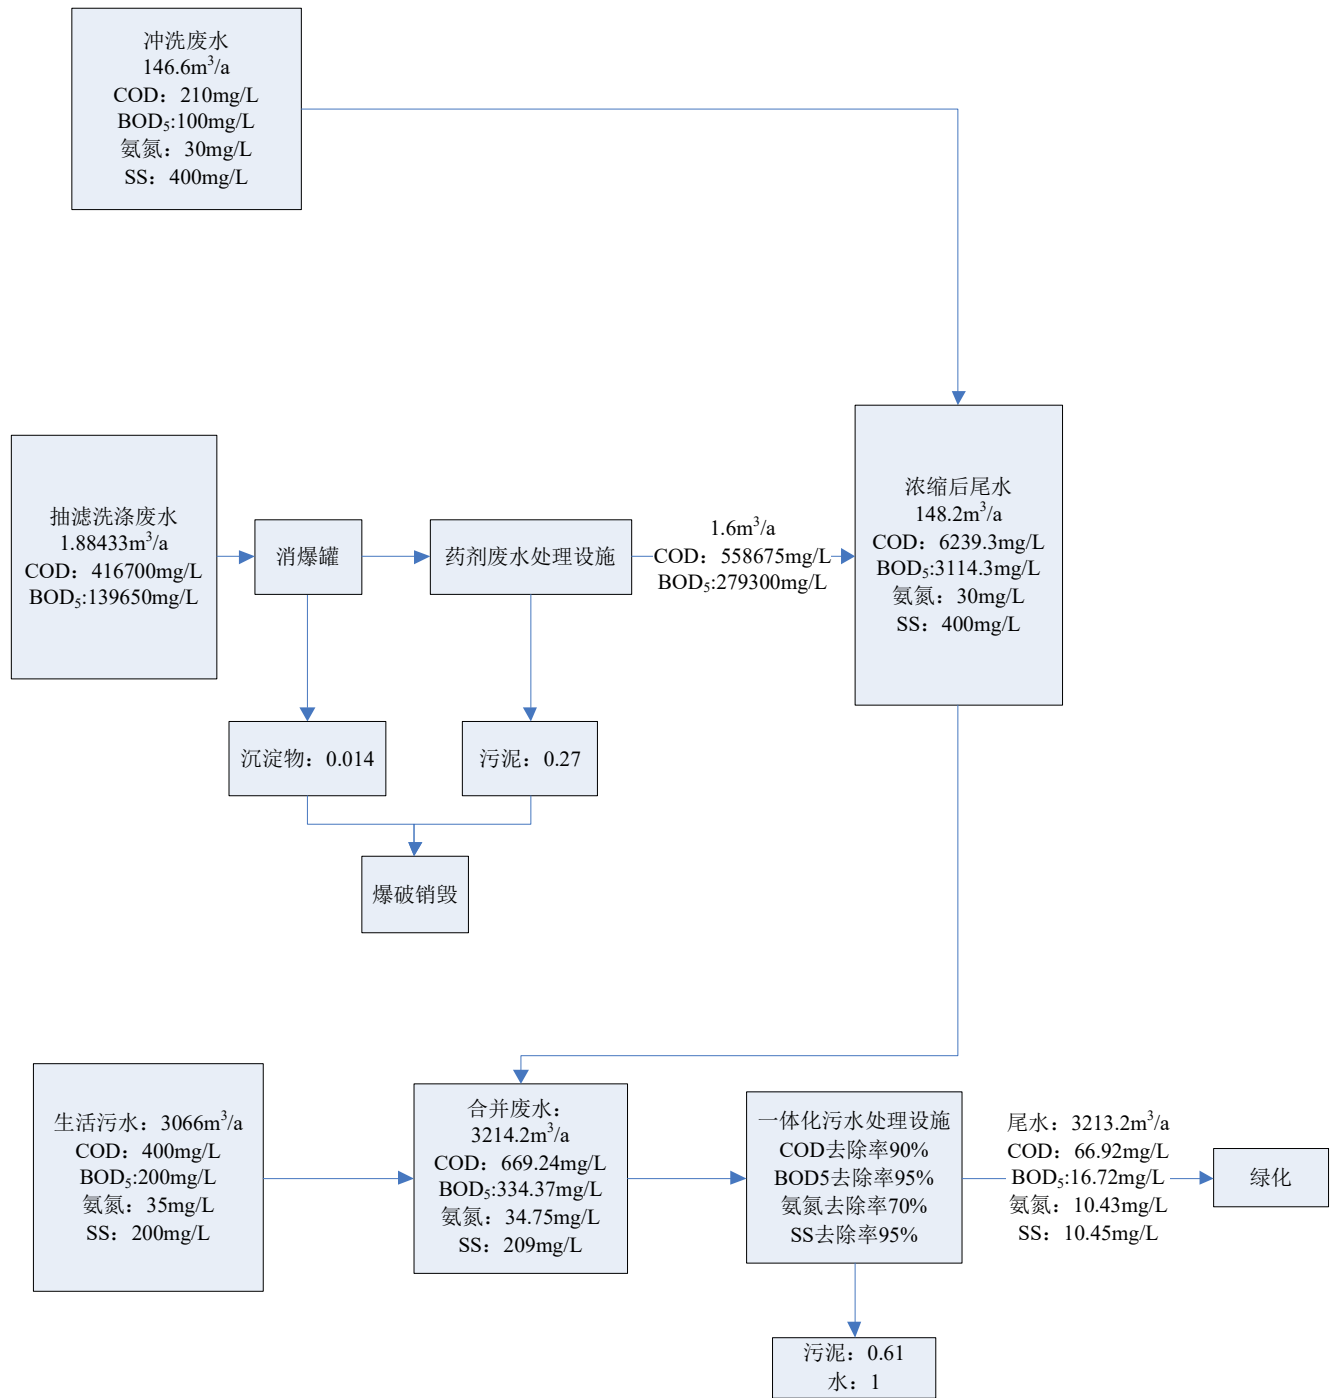 冲洗废水
146.6m³/a
COD：210mg/L
BOD₅:100mg/L
氨氮：30mg/L
SS：400mg/L
抽滤洗涤废水
1.88433m³/a
COD：416700mg/L
BOD₅:139650mg/L
消爆罐
药剂废水处理设施
1.6m³/a
COD：558675mg/L
BOD₅:279300mg/L
浓缩后尾水
148.2m³/a
COD：6239.3mg/L
BOD₅:3114.3mg/L
氨氮：30mg/L
SS：400mg/L
沉淀物：0.014
污泥：0.27
爆破销毁
生活污水：3066m³/a
COD：400mg/L
BOD₅:200mg/L
氨氮：35mg/L
SS：200mg/L
合并废水：
3214.2m³/a
COD：669.24mg/L
BOD₅:334.37mg/L
氨氮：34.75mg/L
SS：209mg/L
一体化污水处理设施
COD去除率90%
BOD5去除率95%
氨氮去除率70%
SS去除率95%
尾水：3213.2m³/a
COD：66.92mg/L
BOD₅:16.72mg/L
氨氮：10.43mg/L
SS：10.45mg/L
绿化
污泥：0.61
水：1